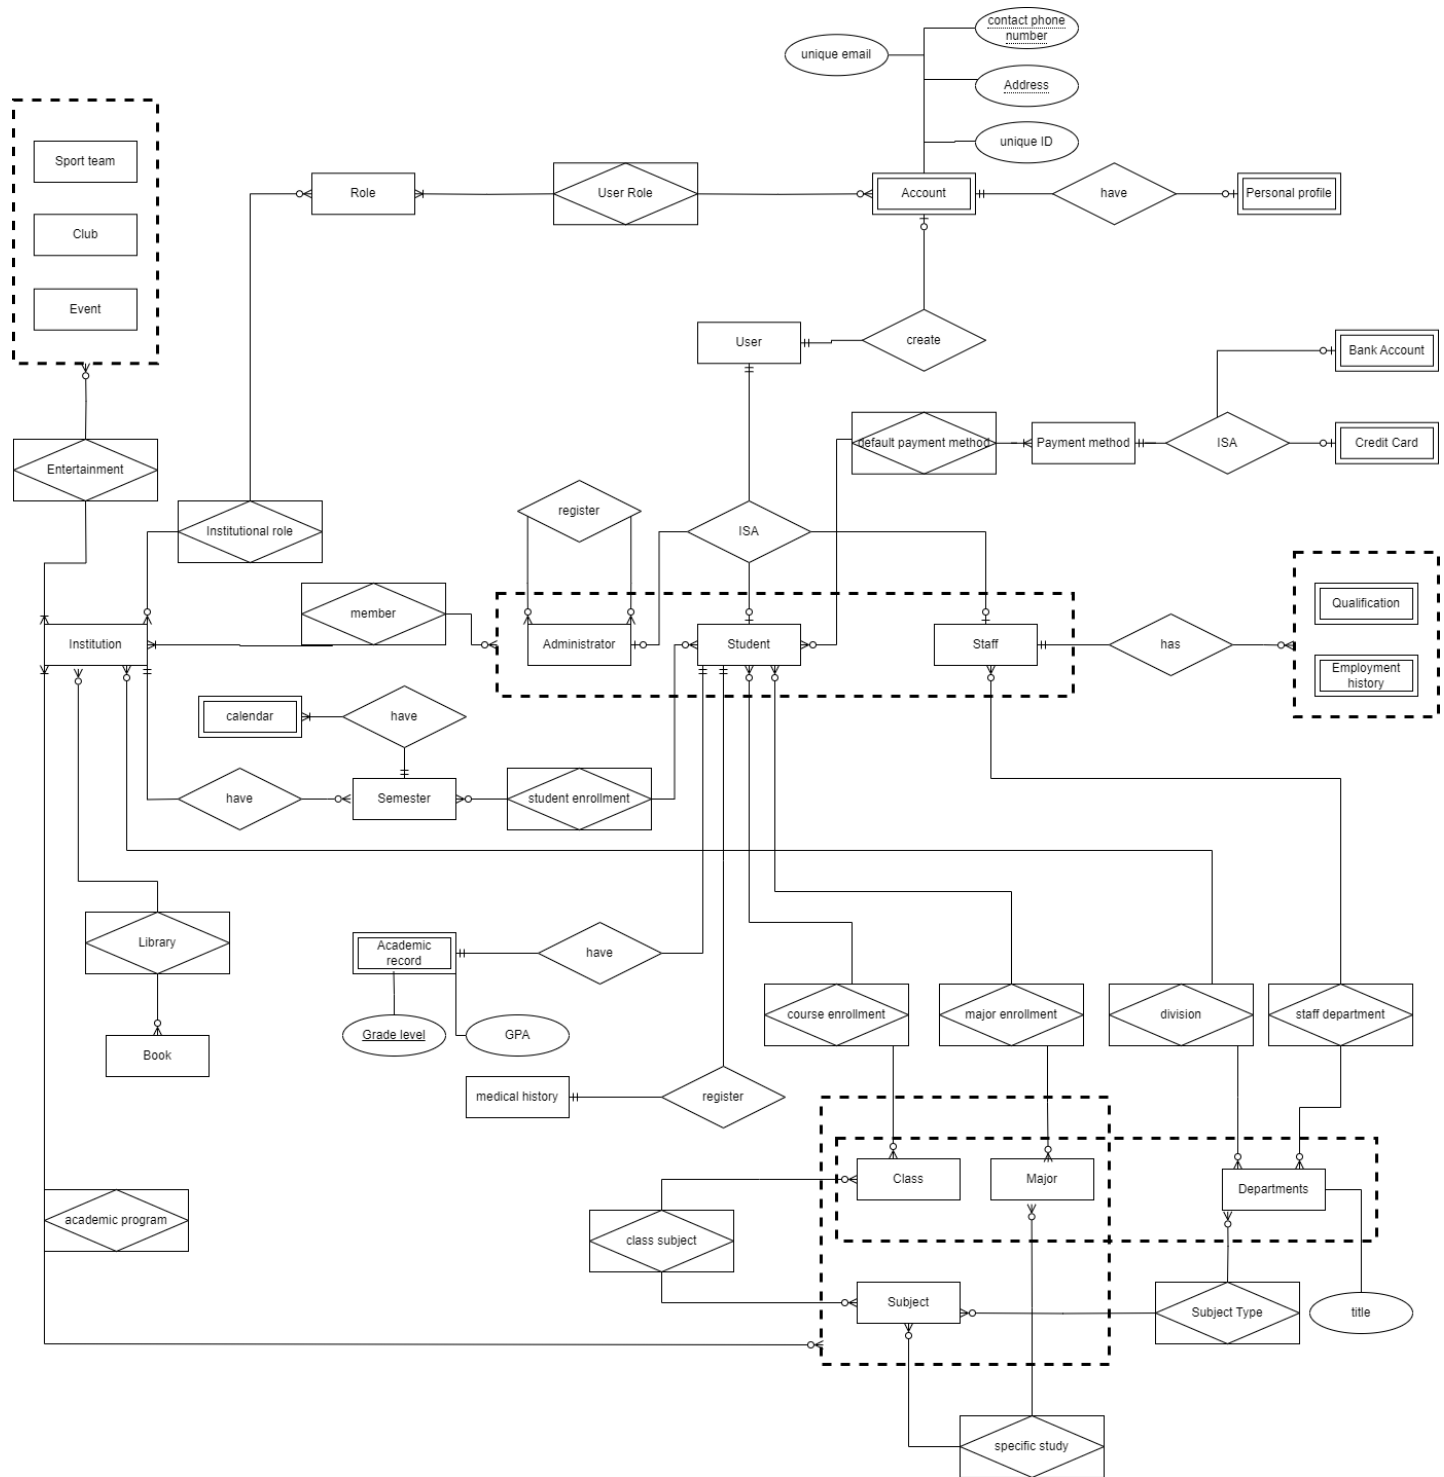 contact phone
number
unique email
Address
unique ID
Sport team
Role
User Role
Account
have
Personal profile
Club
Event
User
create
Bank Account
default payment method
Payment method
ISA
Credit Card
Entertainment
Institutional role
register
ISA
member
Qualification
Institution
Administrator
Student
Staff
has
Employment
history
calendar
have
have
Semester
student enrollment
Library
Academic
record
have
course enrollment
major enrollment
division
staff department
Grade level
GPA
Book
medical history
register
Class
Major
Departments
academic program
class subject
Subject
Subject Type
title
specific study